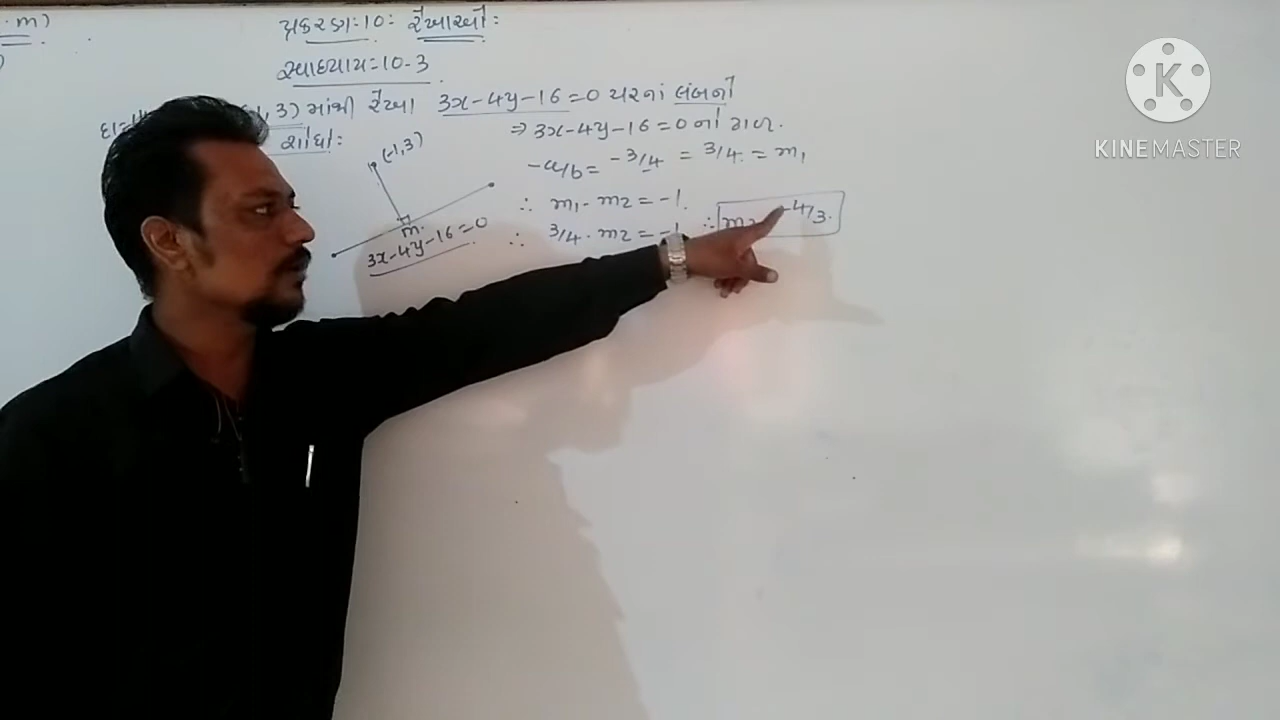 . m)
પ્રકરણ:10: રેખાઓ:
સ્વાધ્યાય:10-3
3) માંથી રેખા 3x-4y-16=0 પરનાં લંબનો
શોધો:
⇒ 3x-4y-16=0 નો ઢાળ.
(-1,3)
-a/b = -3/-4 = 3/4 = m₁
∴ m₁ . m₂ = -1.
m.
3x-4y-16=0
∴ 3/4 . m₂ = -1 ∴ m₂ -4/3.
KINEMASTER